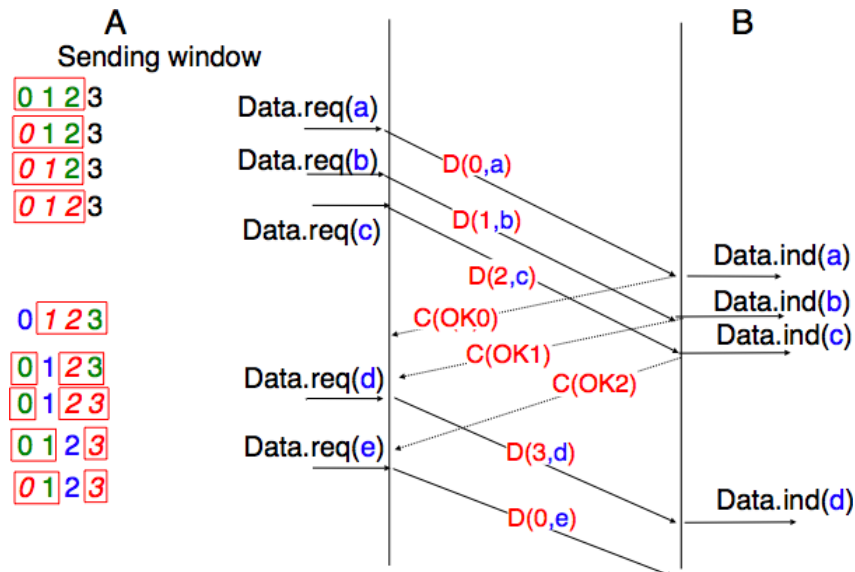 A
B
Sending window
0 1 2 3
Data.req(a)
0 1 2 3
Data.req(b)
D(0,a)
0 1 2 3
0 1 2 3
D(1,b)
Data.req(c)
Data.ind(a)
D(2,c)
Data.ind(b)
0 1 2 3
C(OK0)
Data.ind(c)
C(OK1)
0 1 2 3
Data.req(d)
C(OK2)
0 1 2 3
0 1 2 3
Data.req(e)
D(3,d)
0 1 2 3
Data.ind(d)
D(0,e)